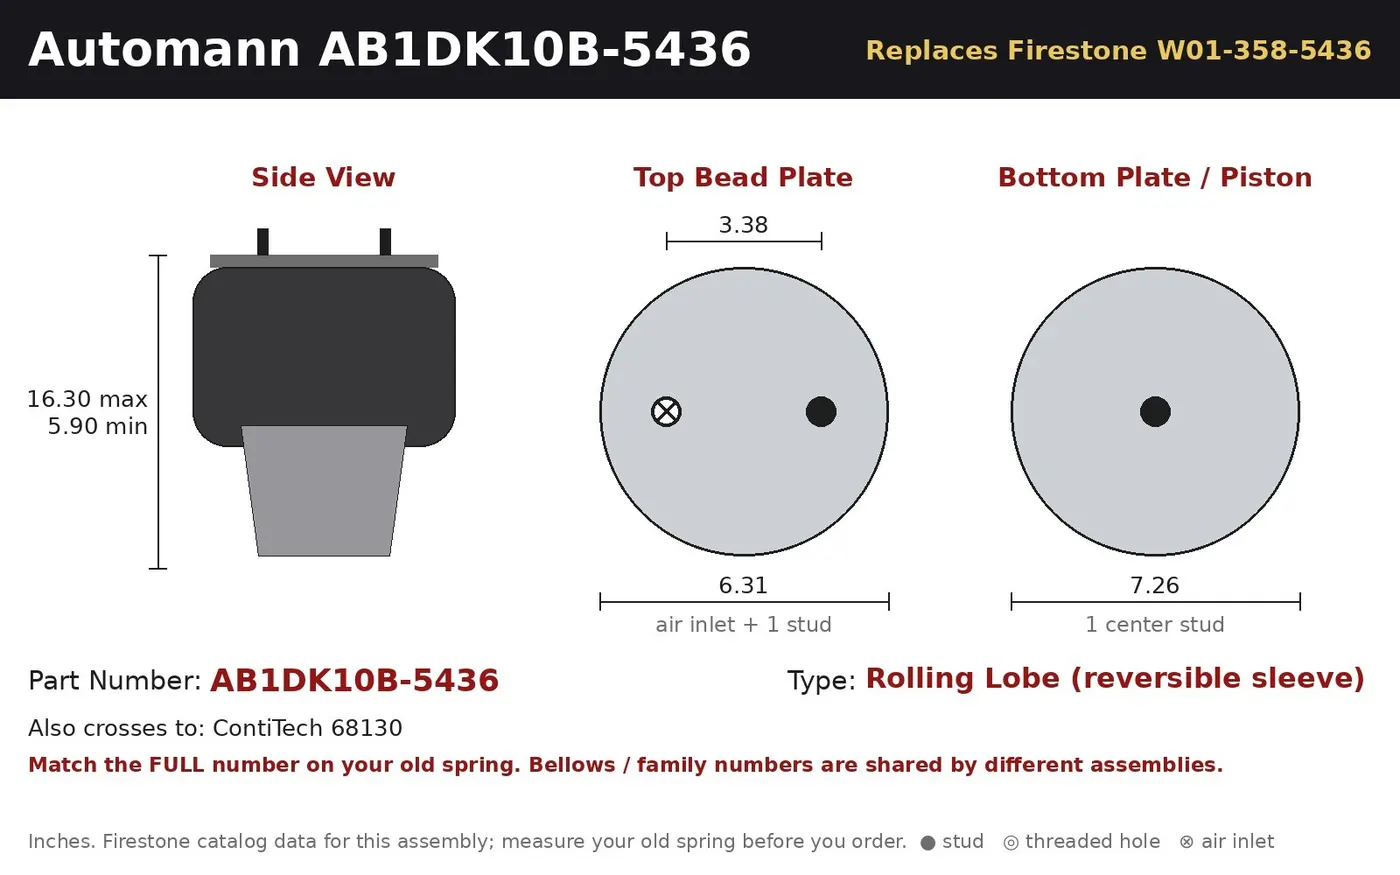 Automann AB1DK10B-5436
Replaces Firestone W01-358-5436
Side View
Top Bead Plate
Bottom Plate / Piston
3.38
16.30 max
5.90 min
6.31
7.26
air inlet + 1 stud
1 center stud
Part Number: AB1DK10B-5436
Type: Rolling Lobe (reversible sleeve)
Also crosses to: ContiTech 68130
Match the FULL number on your old spring. Bellows / family numbers are shared by different assemblies.
Inches. Firestone catalog data for this assembly; measure your old spring before you order. ● stud ◎ threaded hole ⊗ air inlet